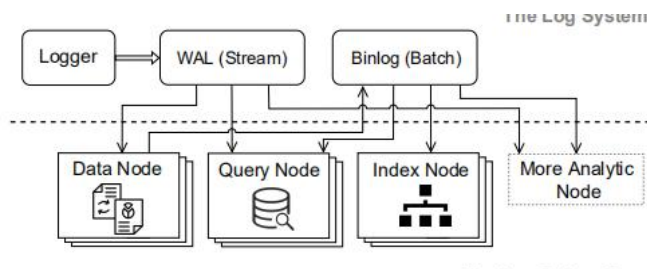 The Log System
Logger
WAL (Stream)
Binlog (Batch)
Data Node
Query Node
Index Node
More Analytic
Node